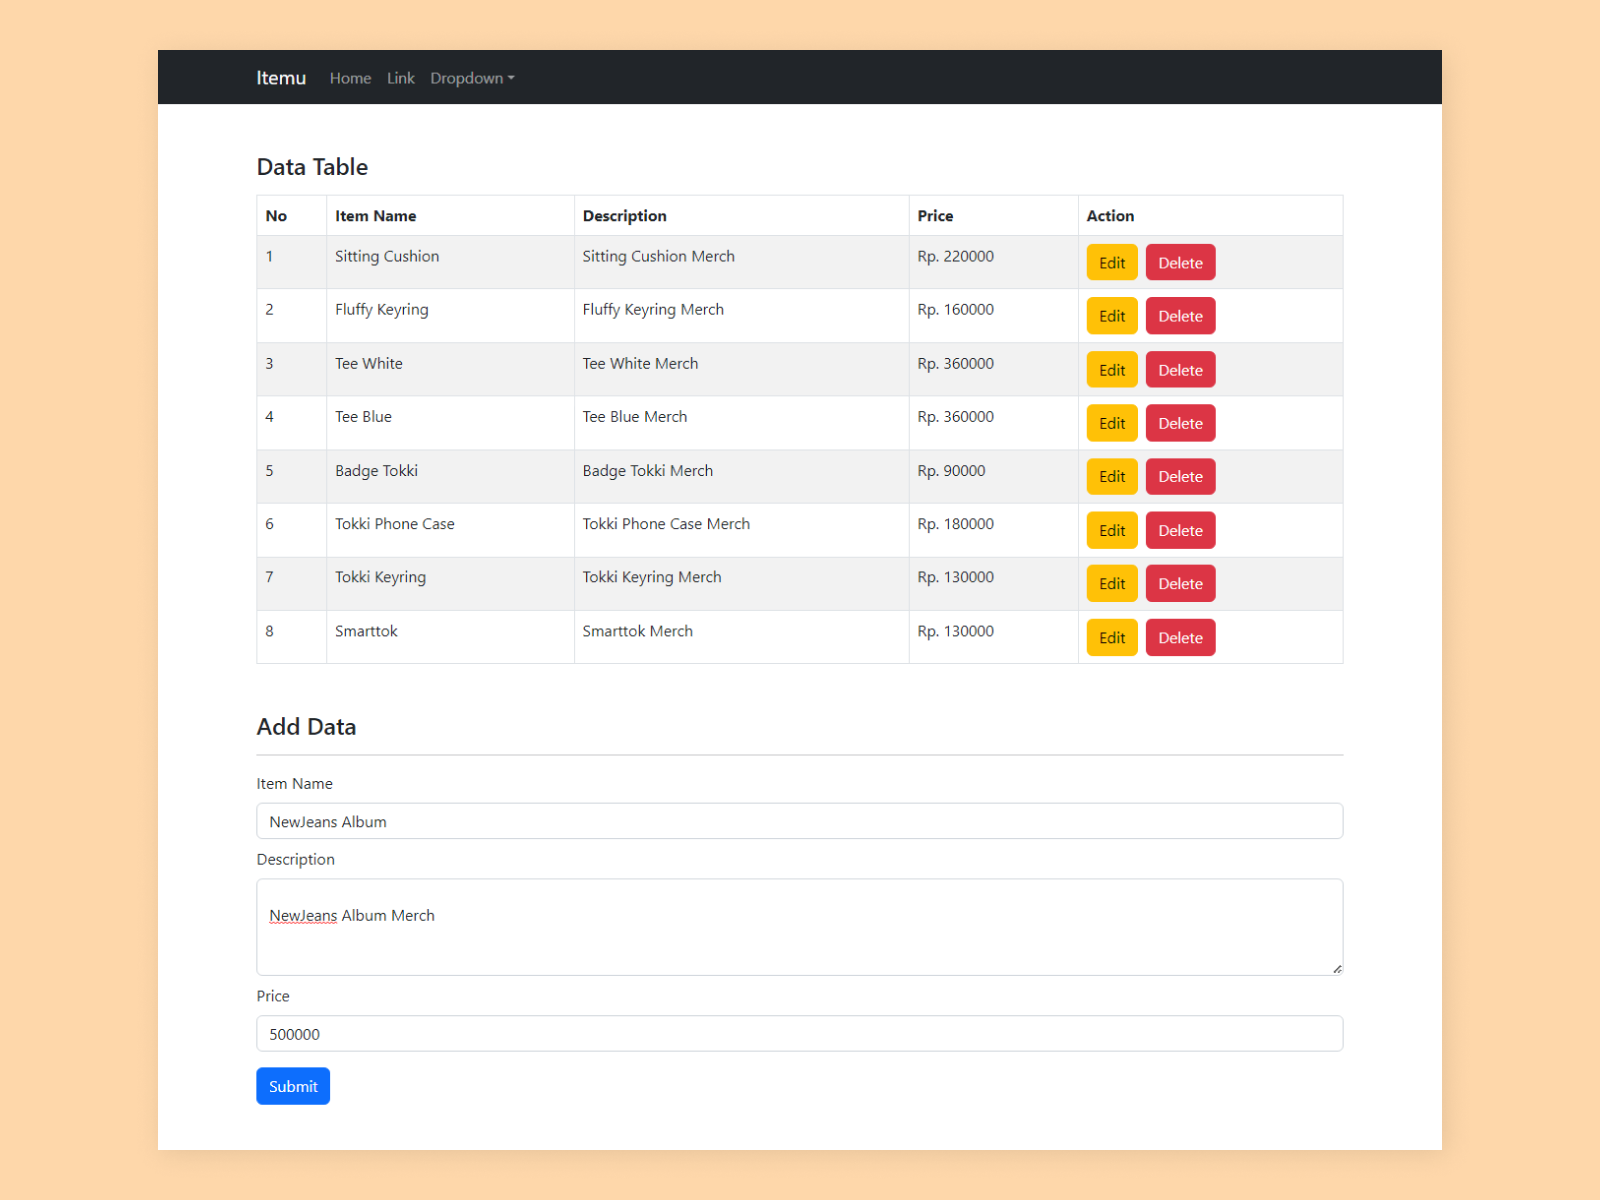 Itemu Home Link Dropdown
Data Table
No Item Name Description Price Action
1 Sitting Cushion Sitting Cushion Merch Rp. 220000 Edit Delete
2 Fluffy Keyring Fluffy Keyring Merch Rp. 160000 Edit Delete
3 Tee White Tee White Merch Rp. 360000 Edit Delete
4 Tee Blue Tee Blue Merch Rp. 360000 Edit Delete
5 Badge Tokki Badge Tokki Merch Rp. 90000 Edit Delete
6 Tokki Phone Case Tokki Phone Case Merch Rp. 180000 Edit Delete
7 Tokki Keyring Tokki Keyring Merch Rp. 130000 Edit Delete
8 Smarttok Smarttok Merch Rp. 130000 Edit Delete
Add Data
Item Name
NewJeans Album
Description
NewJeans Album Merch
Price
500000
Submit